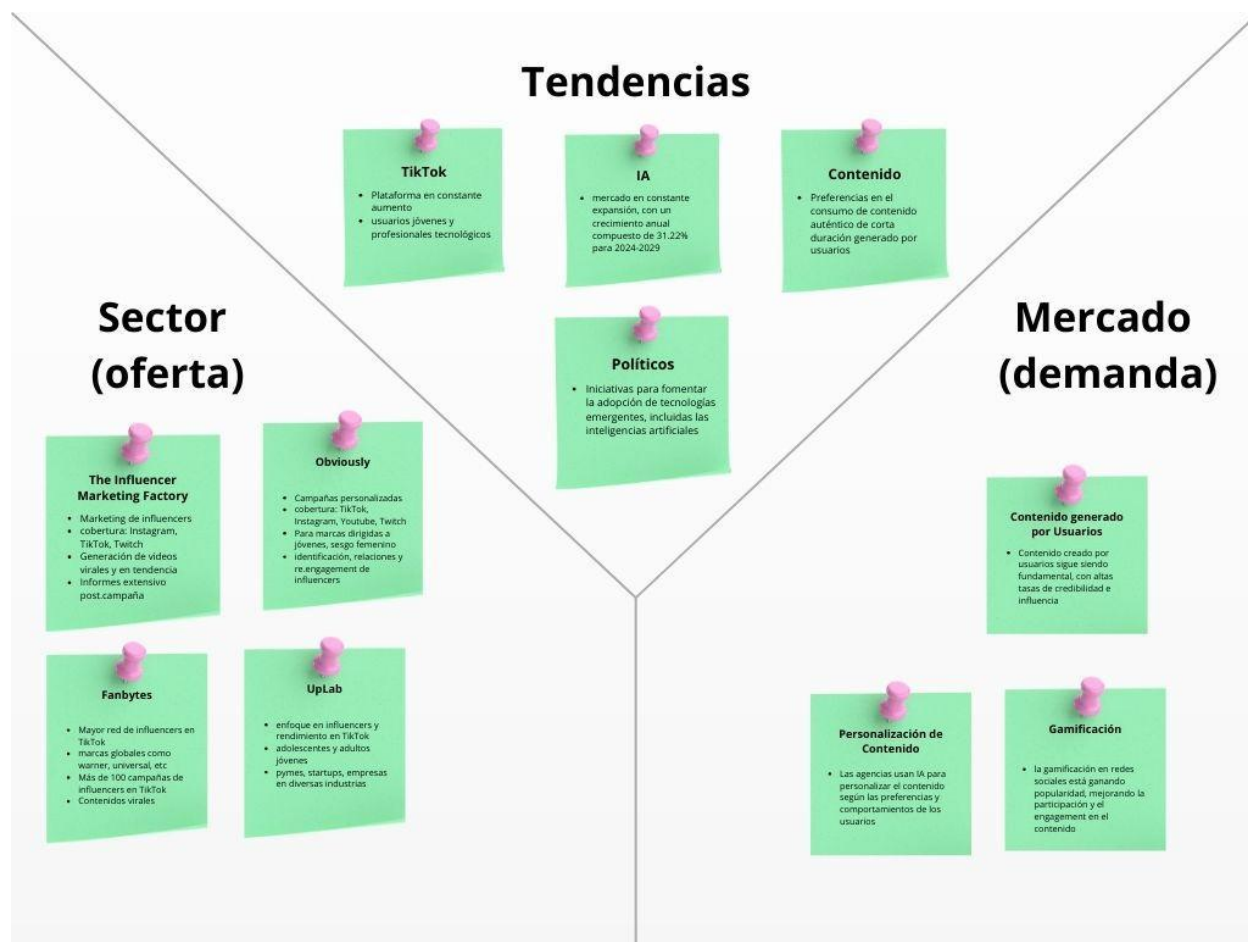 Tendencias
TikTok
• Plataforma en constante
aumento
• usuarios jóvenes y
profesionales tecnológicos
IA
• mercado en constante
expansión, con un
crecimiento anual
compuesto de 31.22%
para 2024-2029
Contenido
• Preferencias en el
consumo de contenido
auténtico de corta
duración generado por
usuarios
Políticos
• Iniciativas para fomentar
la adopción de tecnologías
emergentes, incluidas las
inteligencias artificiales
Sector
(oferta)
The Influencer
Marketing Factory
• Marketing de influencers
• cobertura: Instagram,
TikTok, Twitch
• Generación de videos
virales y en tendencia
• Informes extensivo
post.campaña
Obviously
• Campañas personalizadas
• cobertura: TikTok,
Instagram, Youtube, Twitch
• Para marcas dirigidas a
jóvenes, sesgo femenino
• identificación, relaciones y
re.engagement de
influencers
Fanbytes
• Mayor red de influencers en
TikTok
• marcas globales como
warner, universal, etc
• Más de 100 campañas de
influencers en TikTok
• Contenidos virales
UpLab
• enfoque en influencers y
rendimiento en TikTok
• adolescentes y adultos
jóvenes
• pymes, startups, empresas
en diversas industrias
Mercado
(demanda)
Contenido generado
por Usuarios
• Contenido creado por
usuarios sigue siendo
fundamental, con altas
tasas de credibilidad e
influencia
Personalización de
Contenido
• Las agencias usan IA para
personalizar el contenido
según las preferencias y
comportamientos de los
usuarios
Gamificación
• la gamificación en redes
sociales está ganando
popularidad, mejorando la
participación y el
engagement en el
contenido